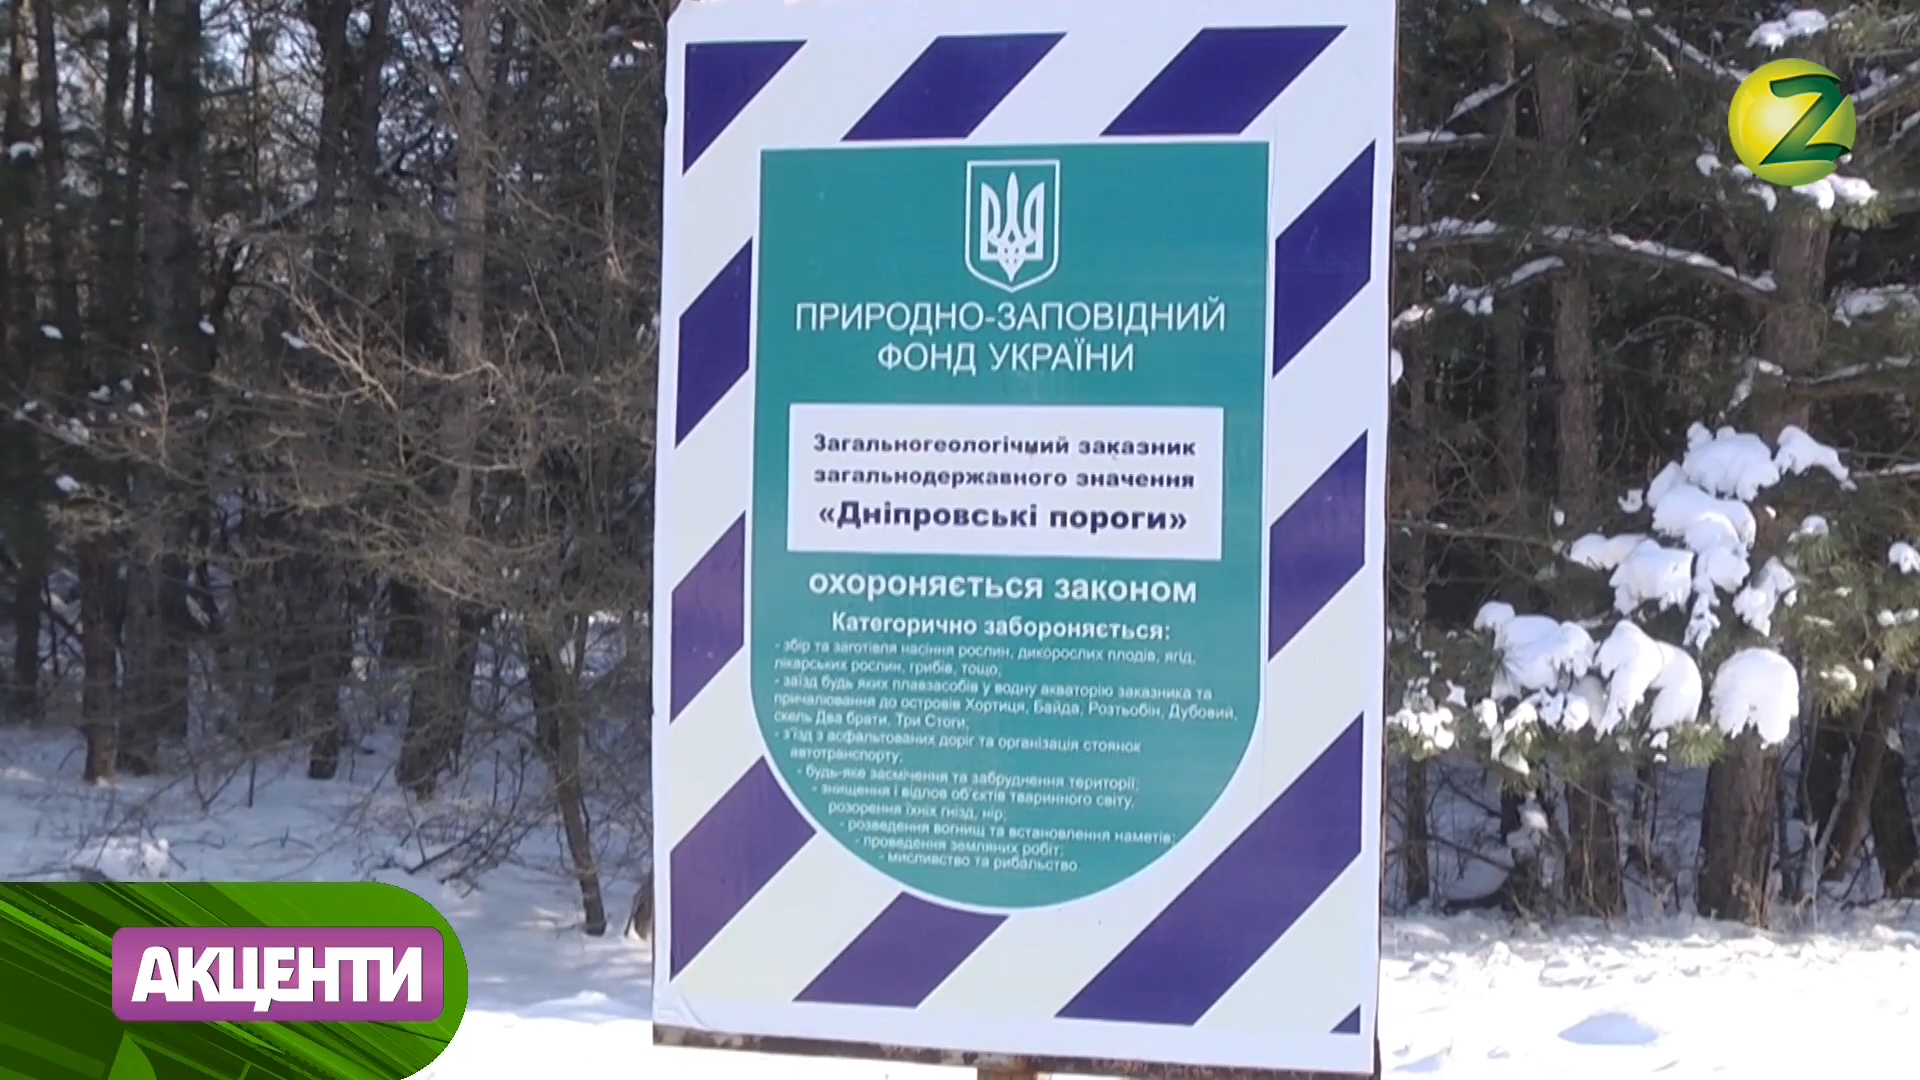 Z
ПРИРОДНО-ЗАПОВІДНИЙ
ФОНД УКРАЇНИ
Загальногеологічмий заказник
загальнодержавного значення
«Дніпровські пороги»
охороняється законом
Категорично забороняється:
- збір та заготівля насіння рослин, дикорослих плодів, ягід,
лікарських рослин, грибів, тощо;
- заїзд будь яких плавзасобів у водну акваторію заказника та
причалювання до островів Хортиця, Байда, Розтьобін, Дубовий,
скель Два брати, Три Стоги;
- з'їзд з асфальтованих доріг та організація стоянок
автотранспорту;
- будь-яке засмічення та забруднення території;
- знищення і відлов об'єктів тваринного світу,
розорення їхніх гнізд, нір;
- розведення вогнищ та встановлення наметів;
- проведення земляних робіт;
- мисливство та рибальство.
АКЦЕНТИ